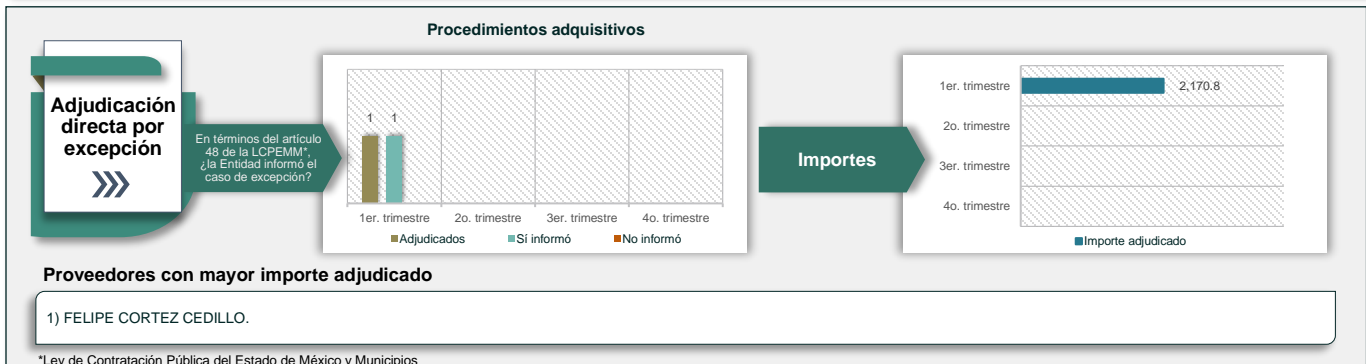 Procedimientos adquisitivos
Adjudicación
directa por
excepción
En términos del artículo
48 de la LCPEMM*,
¿la Entidad informó el
caso de excepción?
1 1
1er. trimestre 2o. trimestre 3er. trimestre 4o. trimestre
Adjudicados Sí informó No informó
Importes
1er. trimestre 2,170.8
2o. trimestre
3er. trimestre
4o. trimestre
Importe adjudicado
Proveedores con mayor importe adjudicado
1) FELIPE CORTEZ CEDILLO.
*Ley de Contratación Pública del Estado de México y Municipios